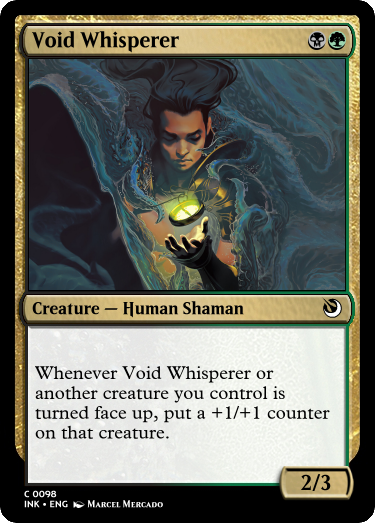 Void Whisperer
Creature — Human Shaman
Whenever Void Whisperer or
another creature you control is
turned face up, put a +1/+1 counter
on that creature.
2/3
C 0098
INK • ENG Marcel Mercado